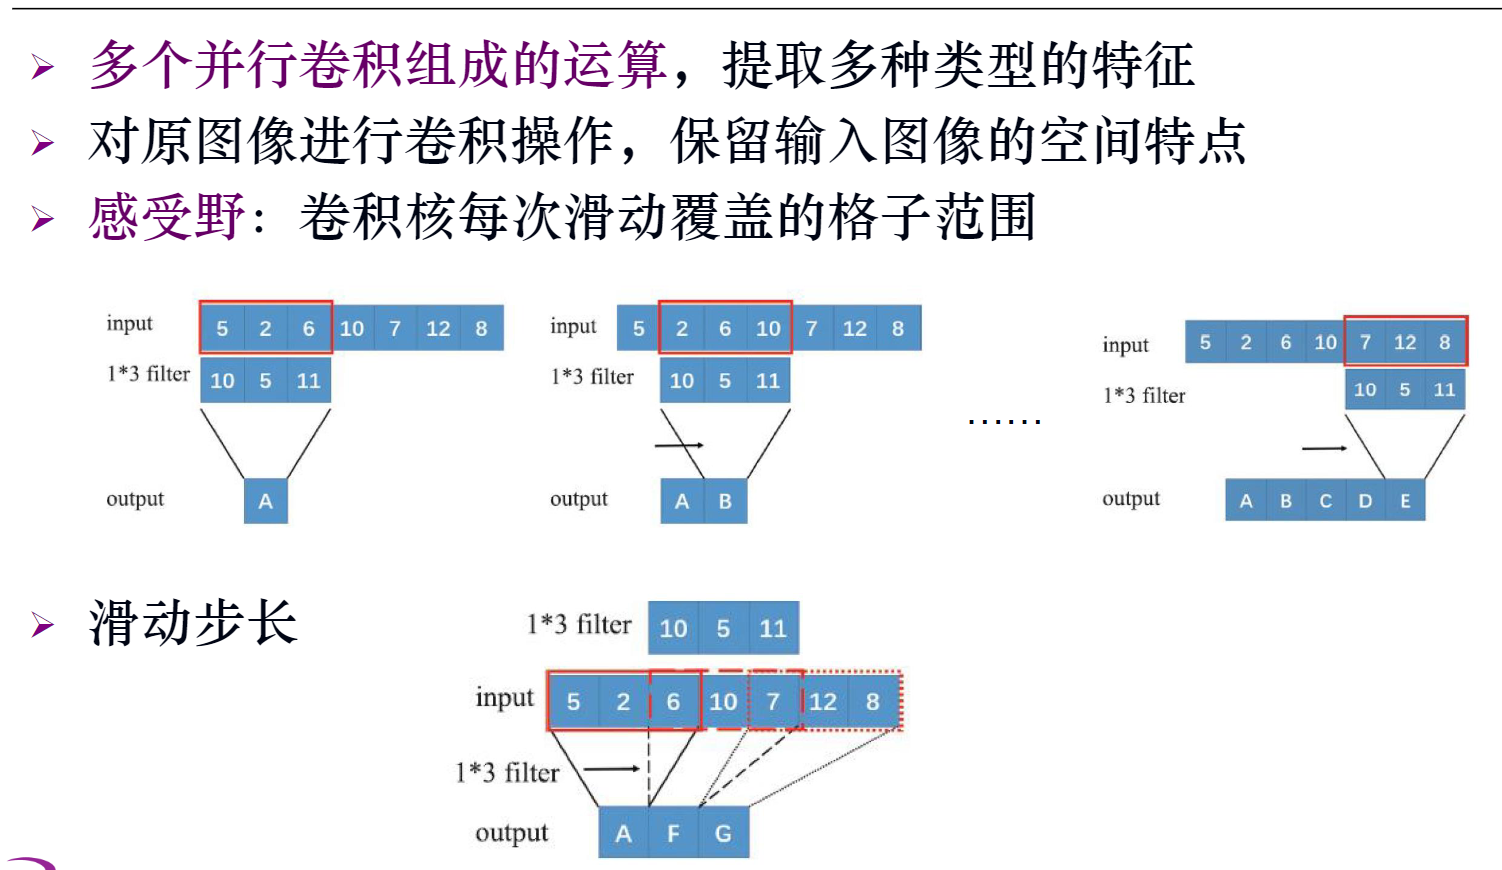 多个并行卷积组成的运算，提取多种类型的特征
对原图像进行卷积操作，保留输入图像的空间特点
感受野：卷积核每次滑动覆盖的格子范围
input 5 2 6 10 7 12 8
1*3 filter 10 5 11
output A
input 5 2 6 10 7 12 8
1*3 filter 10 5 11
output A B
......
input 5 2 6 10 7 12 8
1*3 filter 10 5 11
output A B C D E
滑动步长
1*3 filter 10 5 11
input 5 2 6 10 7 12 8
1*3 filter
output A F G